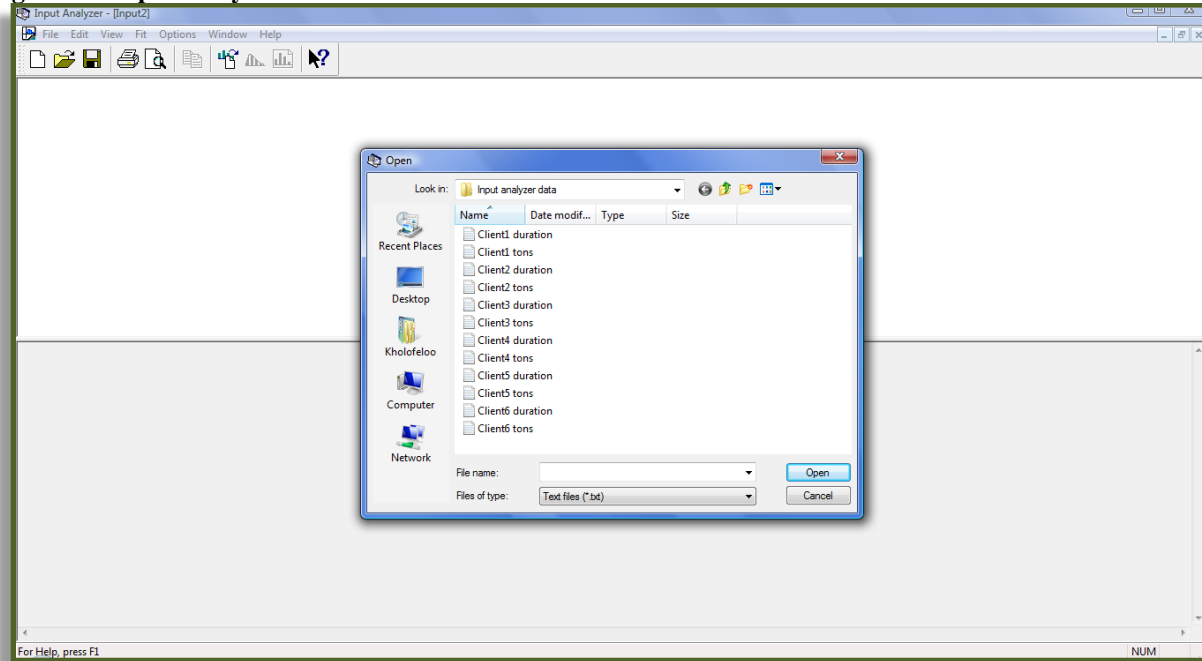 Input Analyzer - [Input2]
File Edit View Fit Options Window Help
Open
Look in: Input analyzer data
Name Date modif... Type Size
Recent Places
Desktop
Kholofeloo
Computer
Network
Client1 duration
Client1 tons
Client2 duration
Client2 tons
Client3 duration
Client3 tons
Client4 duration
Client4 tons
Client5 duration
Client5 tons
Client6 duration
Client6 tons
File name: Open
Files of type: Text files (*.txt) Cancel
For Help, press F1 NUM